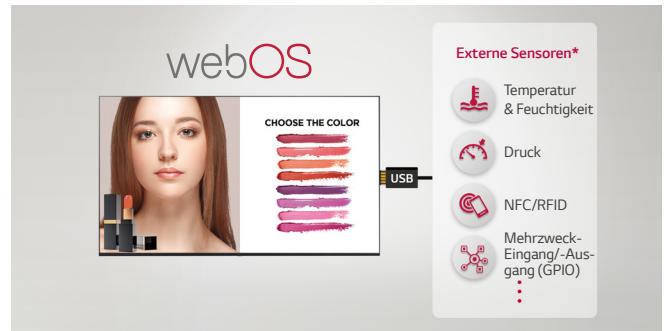 webOS
CHOOSE THE COLOR
USB
Externe Sensoren*
Temperatur
& Feuchtigkeit
Druck
NFC/RFID
Mehrzweck-
Eingang/-Aus-
gang (GPIO)